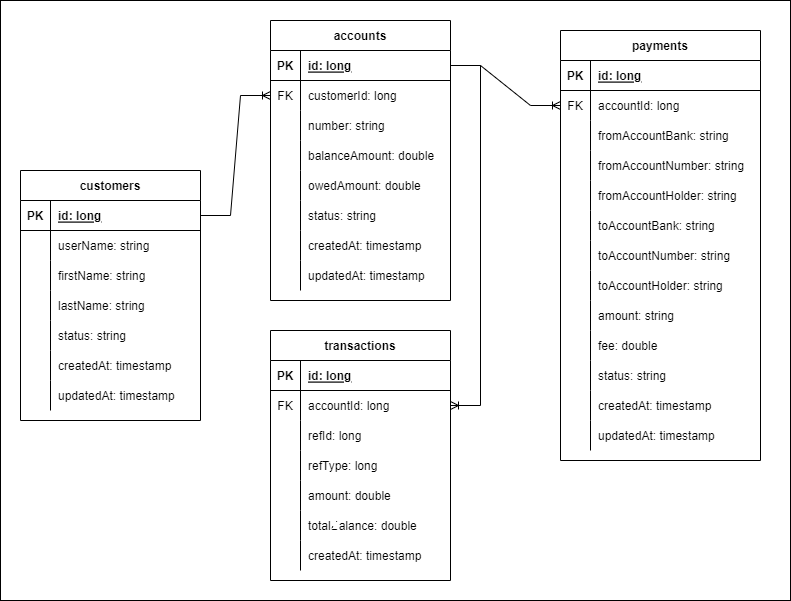 accounts
PK id: long
FK customerId: long
number: string
balanceAmount: double
owedAmount: double
status: string
createdAt: timestamp
updatedAt: timestamp
payments
PK id: long
FK accountId: long
fromAccountBank: string
fromAccountNumber: string
fromAccountHolder: string
toAccountBank: string
toAccountNumber: string
toAccountHolder: string
amount: string
fee: double
status: string
createdAt: timestamp
updatedAt: timestamp
customers
PK id: long
userName: string
firstName: string
lastName: string
status: string
createdAt: timestamp
updatedAt: timestamp
transactions
PK id: long
FK accountId: long
refId: long
refType: long
amount: double
double
createdAt: timestamp